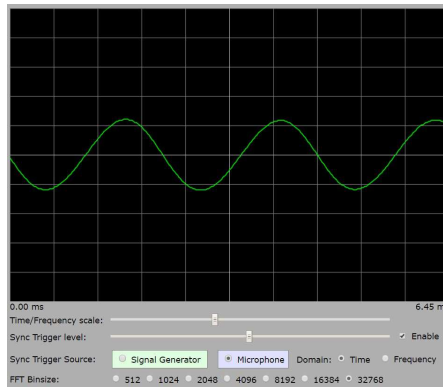 0.00 ms 6.45 m
Time/Frequency scale:
Sync Trigger level: Enable
Sync Trigger Source: Signal Generator Microphone Domain: Time Frequency
FFT Binsize: 512 1024 2048 4096 8192 16384 32768